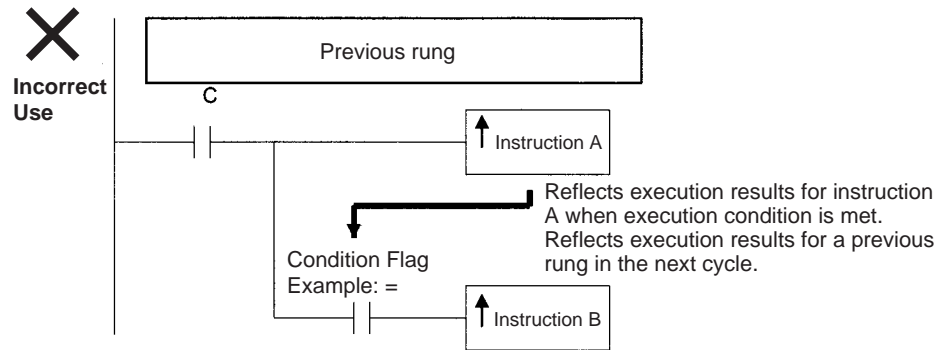 Previous rung
Incorrect
Use
C
Instruction A
Reflects execution results for instruction
A when execution condition is met.
Reflects execution results for a previous
rung in the next cycle.
Condition Flag
Example: =
Instruction B